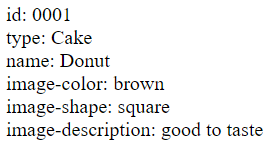 id: 0001
type: Cake
name: Donut
image-color: brown
image-shape: square
image-description: good to taste